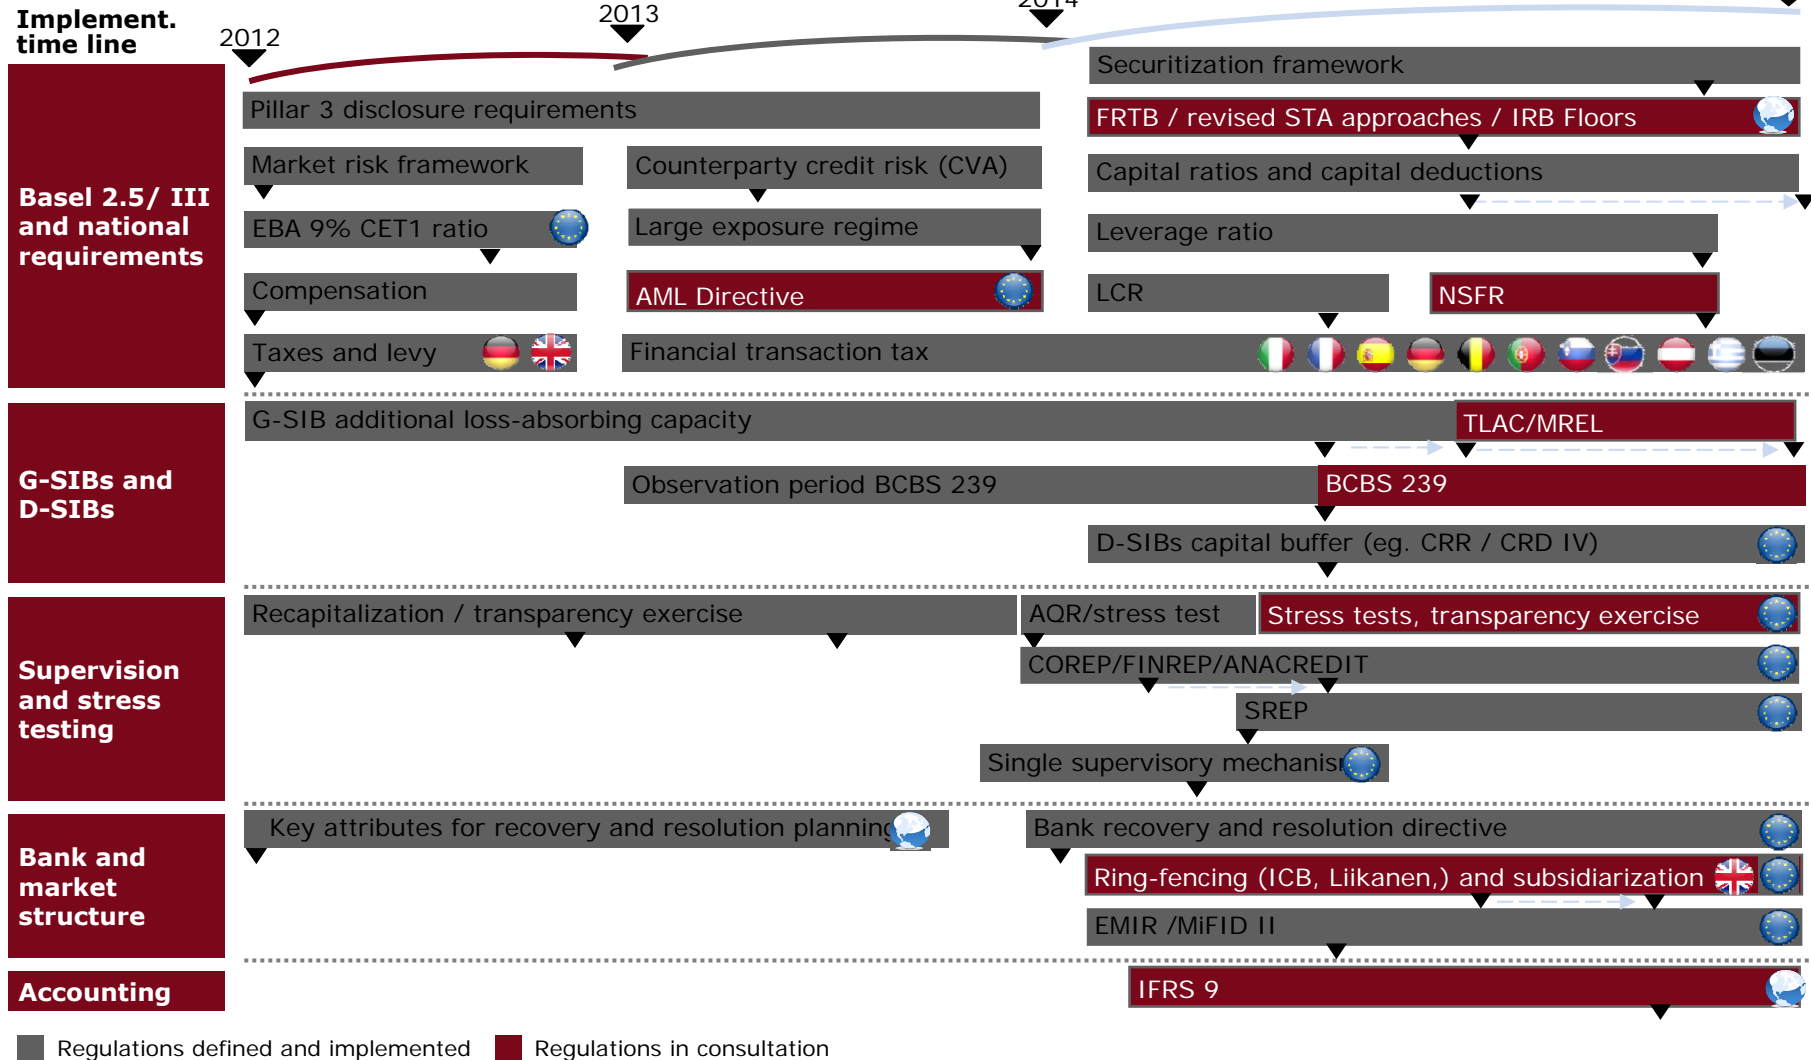 Implement.
time line
2012
2013
2014
Basel 2.5/ III
and national
requirements
Securitization framework
Pillar 3 disclosure requirements
FRTB / revised STA approaches / IRB Floors
Market risk framework
Counterparty credit risk (CVA)
Capital ratios and capital deductions
EBA 9% CET1 ratio
Large exposure regime
Leverage ratio
Compensation
AML Directive
LCR
NSFR
Taxes and levy
Financial transaction tax
G-SIBs and
D-SIBs
G-SIB additional loss-absorbing capacity
TLAC/MREL
Observation period BCBS 239
BCBS 239
D-SIBs capital buffer (eg. CRR / CRD IV)
Supervision
and stress
testing
Recapitalization / transparency exercise
AQR/stress test
Stress tests, transparency exercise
COREP/FINREP/ANACREDIT
SREP
Single supervisory mechanism
Bank and
market
structure
Key attributes for recovery and resolution planning
Bank recovery and resolution directive
Ring-fencing (ICB, Liikanen,) and subsidiarization
EMIR /MiFID II
Accounting
IFRS 9
Regulations defined and implemented
Regulations in consultation